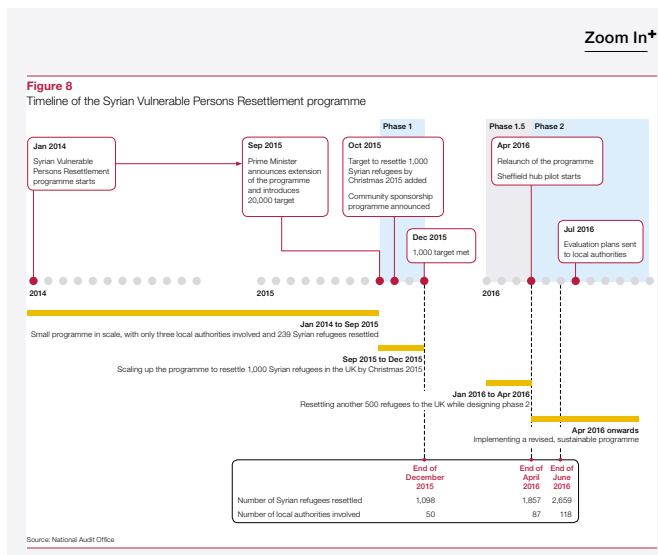 Zoom In+
Figure 8
Timeline of the Syrian Vulnerable Persons Resettlement programme
Phase 1
Phase 1.5
Phase 2
Jan 2014
Syrian Vulnerable
Persons Resettlement
programme starts
Sep 2015
Prime Minister
announces extension
of the programme
and introduces
20,000 target
Oct 2015
Target to resettle 1,000
Syrian refugees by
Christmas 2015 added
Community sponsorship
programme announced
Dec 2015
1,000 target met
Apr 2016
Relaunch of the programme
Sheffield hub pilot starts
Jul 2016
Evaluation plans sent
to local authorities
2014
2015
2016
Jan 2014 to Sep 2015
Small programme in scale, with only three local authorities involved and 239 Syrian refugees resettled
Sep 2015 to Dec 2015
Scaling up the programme to resettle 1,000 Syrian refugees in the UK by Christmas 2015
Jan 2016 to Apr 2016
Resettling another 500 refugees to the UK while designing phase 2
Apr 2016 onwards
Implementing a revised, sustainable programme
End of
December
2015
End of
April
2016
End of
June
2016
Number of Syrian refugees resettled 1,098 1,857 2,659
Number of local authorities involved 50 87 118
Source: National Audit Office